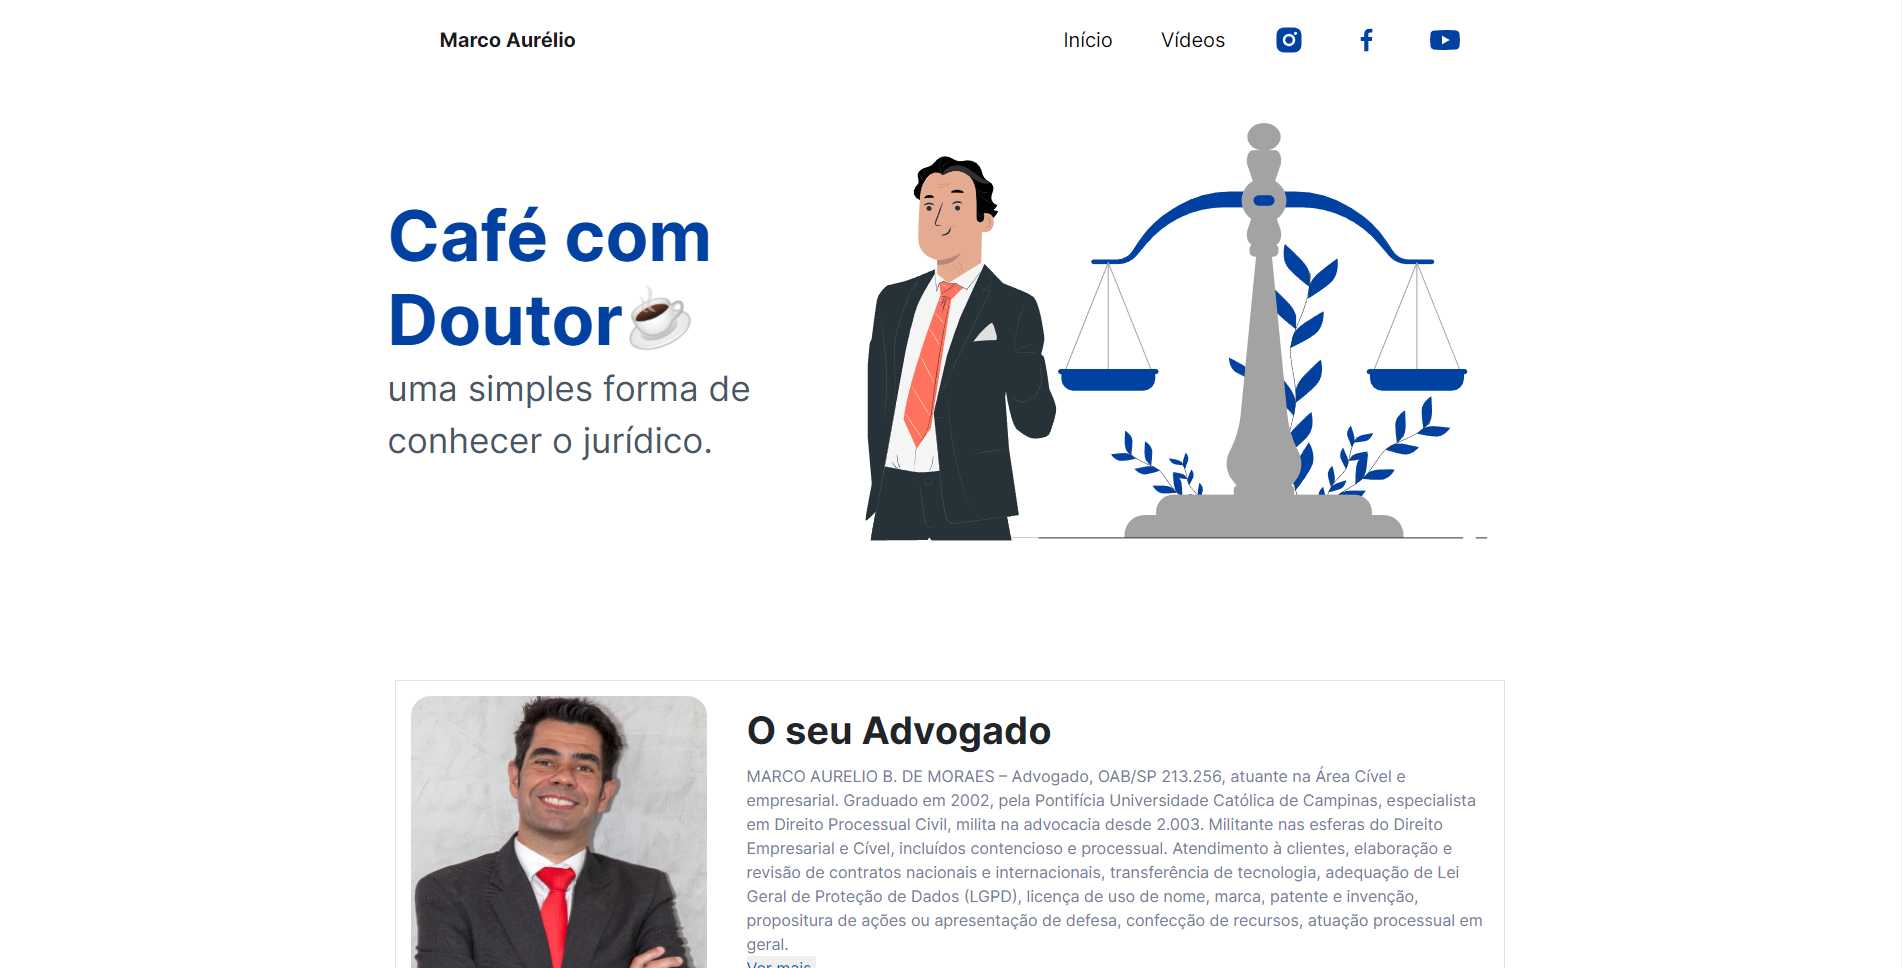 Marco Aurélio
Início
Vídeos
Café com
Doutor
uma simples forma de
conhecer o jurídico.
O seu Advogado
MARCO AURELIO B. DE MORAES – Advogado, OAB/SP 213.256, atuante na Área Cível e
empresarial. Graduado em 2002, pela Pontifícia Universidade Católica de Campinas, especialista
em Direito Processual Civil, milita na advocacia desde 2.003. Militante nas esferas do Direito
Empresarial e Cível, incluídos contencioso e processual. Atendimento à clientes, elaboração e
revisão de contratos nacionais e internacionais, transferência de tecnologia, adequação de Lei
Geral de Proteção de Dados (LGPD), licença de uso de nome, marca, patente e invenção,
propositura de ações ou apresentação de defesa, confecção de recursos, atuação processual em
geral.
Ver mais